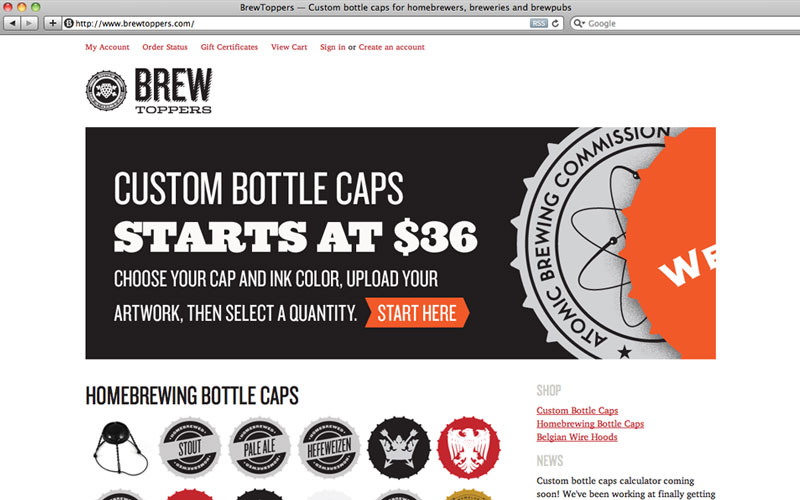 BrewToppers — Custom bottle caps for homebrewers, breweries and brewpubs
http://www.brewtoppers.com/
RSS
Google
My Account
Order Status
Gift Certificates
View Cart
Sign in or Create an account
BREW
TOPPERS
CUSTOM BOTTLE CAPS
STARTS AT $36
CHOOSE YOUR CAP AND INK COLOR, UPLOAD YOUR
ARTWORK, THEN SELECT A QUANTITY.
START HERE
ATOMIC BREWING COMMISSION
WE
HOMEBREWING BOTTLE CAPS
HOMEBREWED
STOUT
HOMEBREWED
HOMEBREWED
PALE ALE
HOMEBREWED
HOMEBREWED
HEFEWEIZEN
HOMEBREWED
SHOP
Custom Bottle Caps
Homebrewing Bottle Caps
Belgian Wire Hoods
NEWS
Custom bottle caps calculator coming
soon! We've been working at finally getting